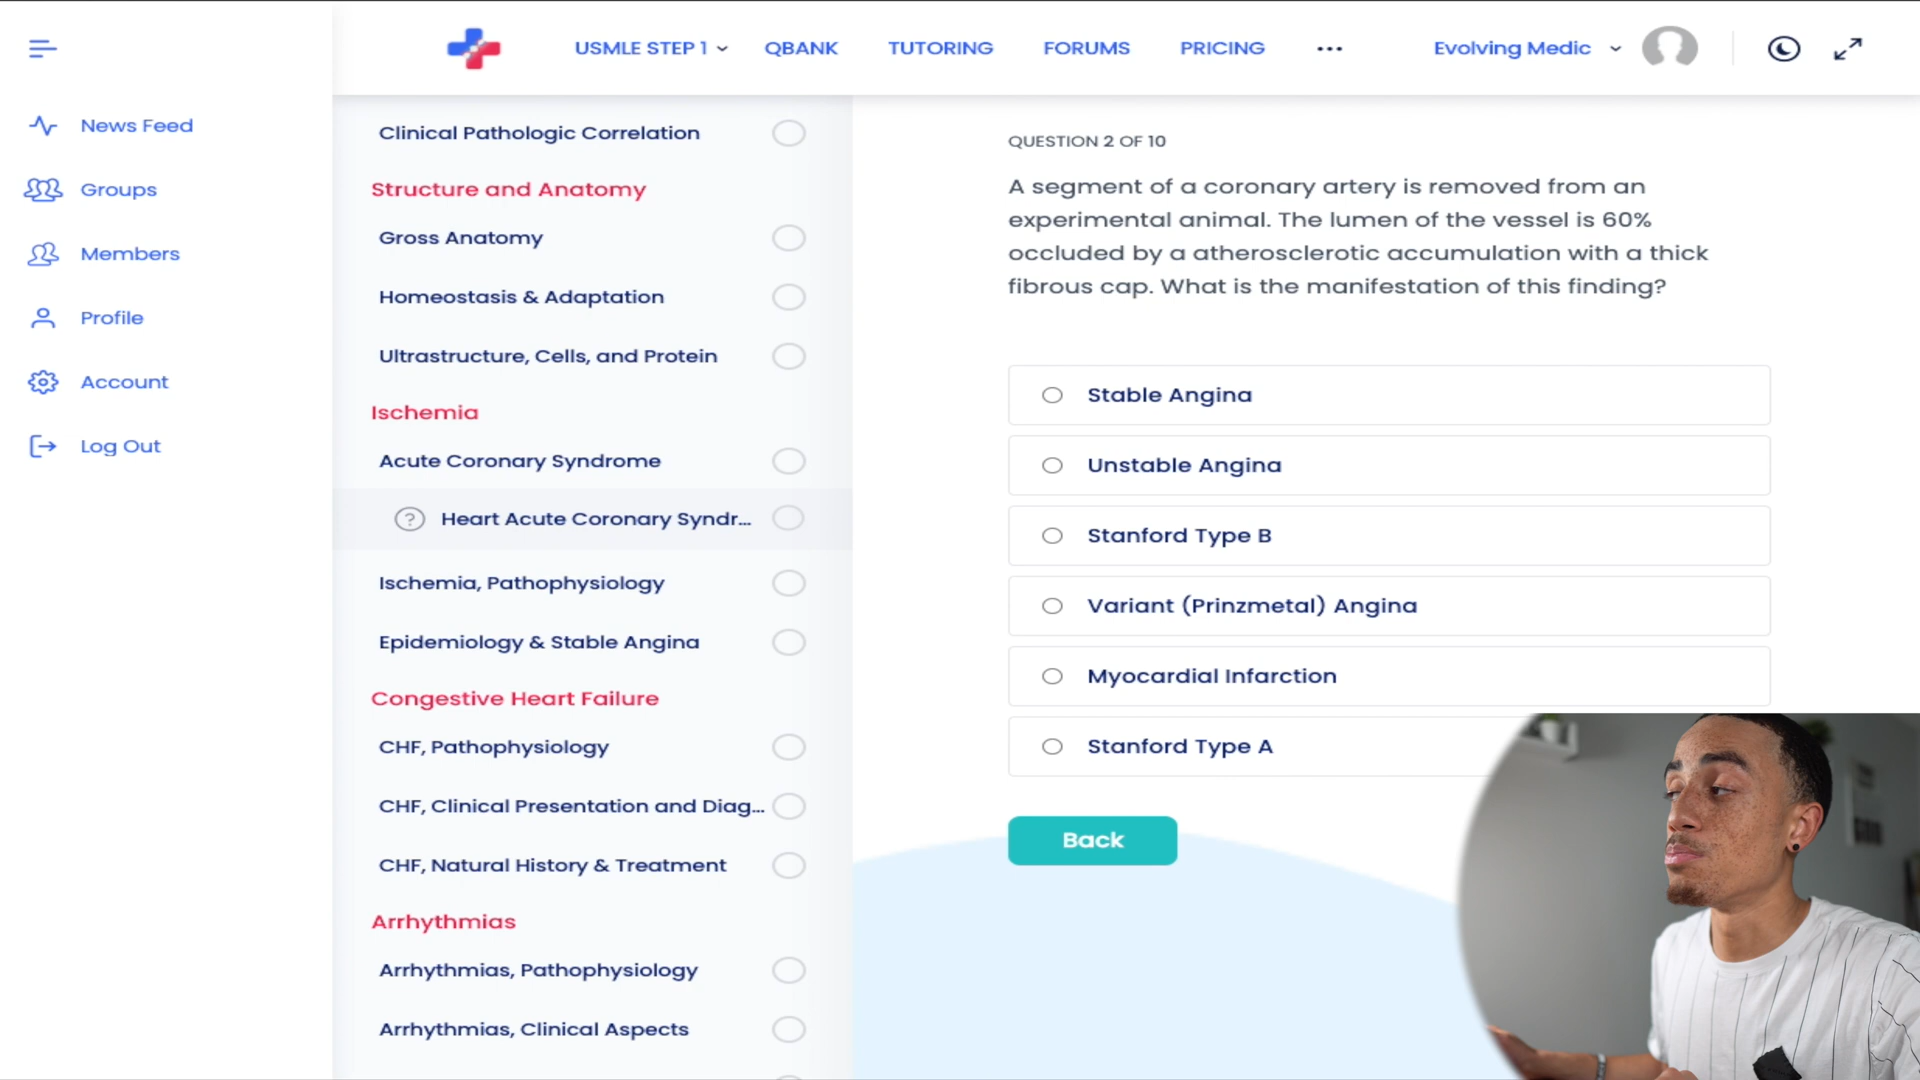 USMLE STEP 1
QBANK
TUTORING
FORUMS
PRICING
Evolving Medic
News Feed
Groups
Members
Profile
Account
Log Out
Clinical Pathologic Correlation
Structure and Anatomy
Gross Anatomy
Homeostasis & Adaptation
Ultrastructure, Cells, and Protein
Ischemia
Acute Coronary Syndrome
Heart Acute Coronary Syndr...
Ischemia, Pathophysiology
Epidemiology & Stable Angina
Congestive Heart Failure
CHF, Pathophysiology
CHF, Clinical Presentation and Diag...
CHF, Natural History & Treatment
Arrhythmias
Arrhythmias, Pathophysiology
Arrhythmias, Clinical Aspects
QUESTION 2 OF 10
A segment of a coronary artery is removed from an
experimental animal. The lumen of the vessel is 60%
occluded by a atherosclerotic accumulation with a thick
fibrous cap. What is the manifestation of this finding?
Stable Angina
Unstable Angina
Stanford Type B
Variant (Prinzmetal) Angina
Myocardial Infarction
Stanford Type A
Back